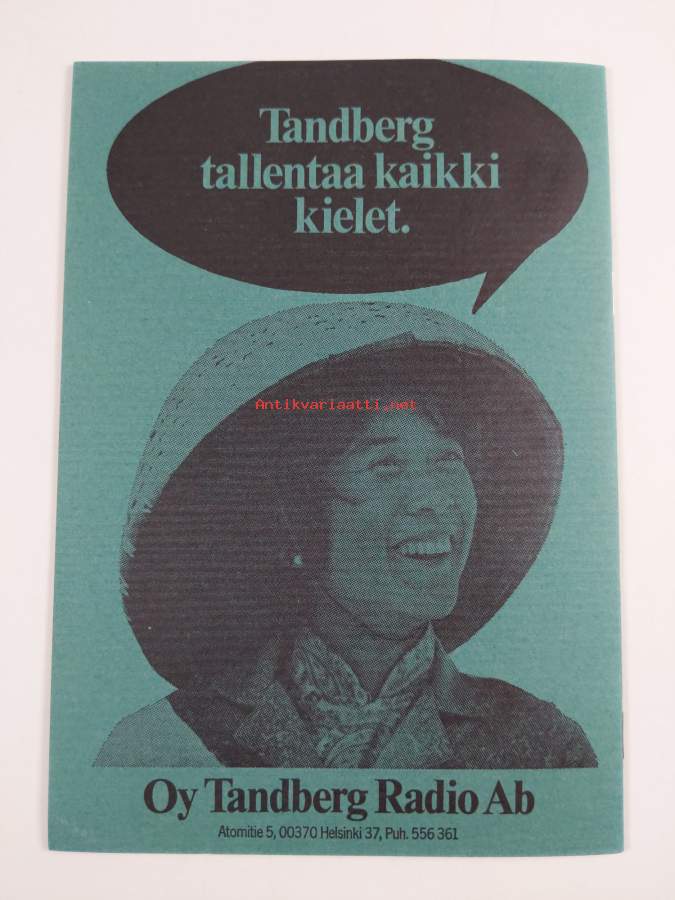 Tandberg
tallentaa kaikki
kielet.
Antikvariaatti.net
Oy Tandberg Radio Ab
Atomitie 5, 00370 Helsinki 37, Puh. 556 361